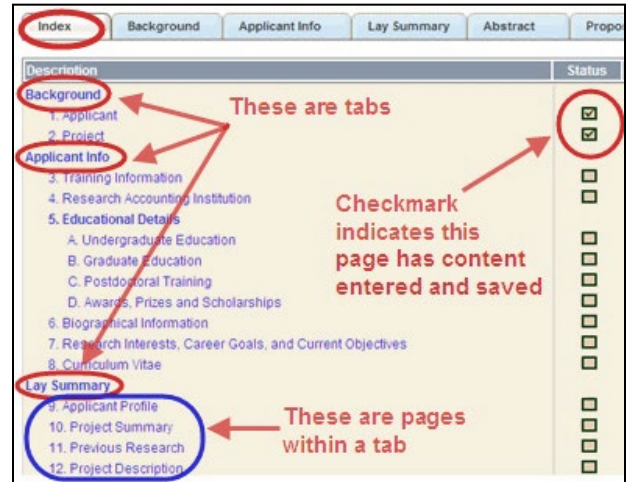 Index Background Applicant Info Lay Summary Abstract Propo
Description Status
Background
1. Applicant
2. Project
Applicant Info
3. Training Information
4. Research Accounting Institution
5. Educational Details
A. Undergraduate Education
B. Graduate Education
C. Postdoctoral Training
D. Awards, Prizes and Scholarships
6. Biographical Information
7. Research Interests, Career Goals, and Current Objectives
8. Curriculum Vitae
Lay Summary
9. Applicant Profile
10. Project Summary
11. Previous Research
12. Project Description
These are tabs
Checkmark
indicates this
page has content
entered and saved
These are pages
within a tab